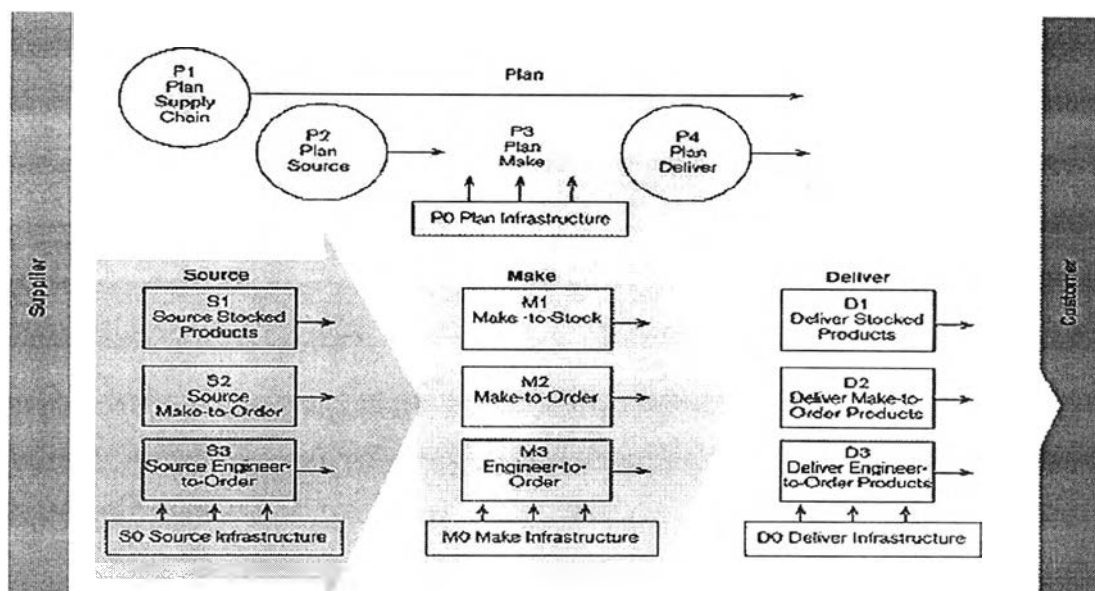 Supplier
P1
Plan
Supply
Chain
Plan
P2
Plan
Source
P3
Plan
Make
P4
Plan
Deliver
P0 Plan Infrastructure
Source
S1
Source Stocked
Products
S2
Source
Make-to-Order
S3
Source Engineer-
to-Order
S0 Source Infrastructure
Make
M1
Make -to-Stock
M2
Make-to-Order
M3
Engineer-to-
Order
M0 Make Infrastructure
Deliver
D1
Deliver Stocked
Products
D2
Deliver Make-to-
Order Products
D3
Deliver Engineer-
to-Order Products
D0 Deliver Infrastructure
Customer